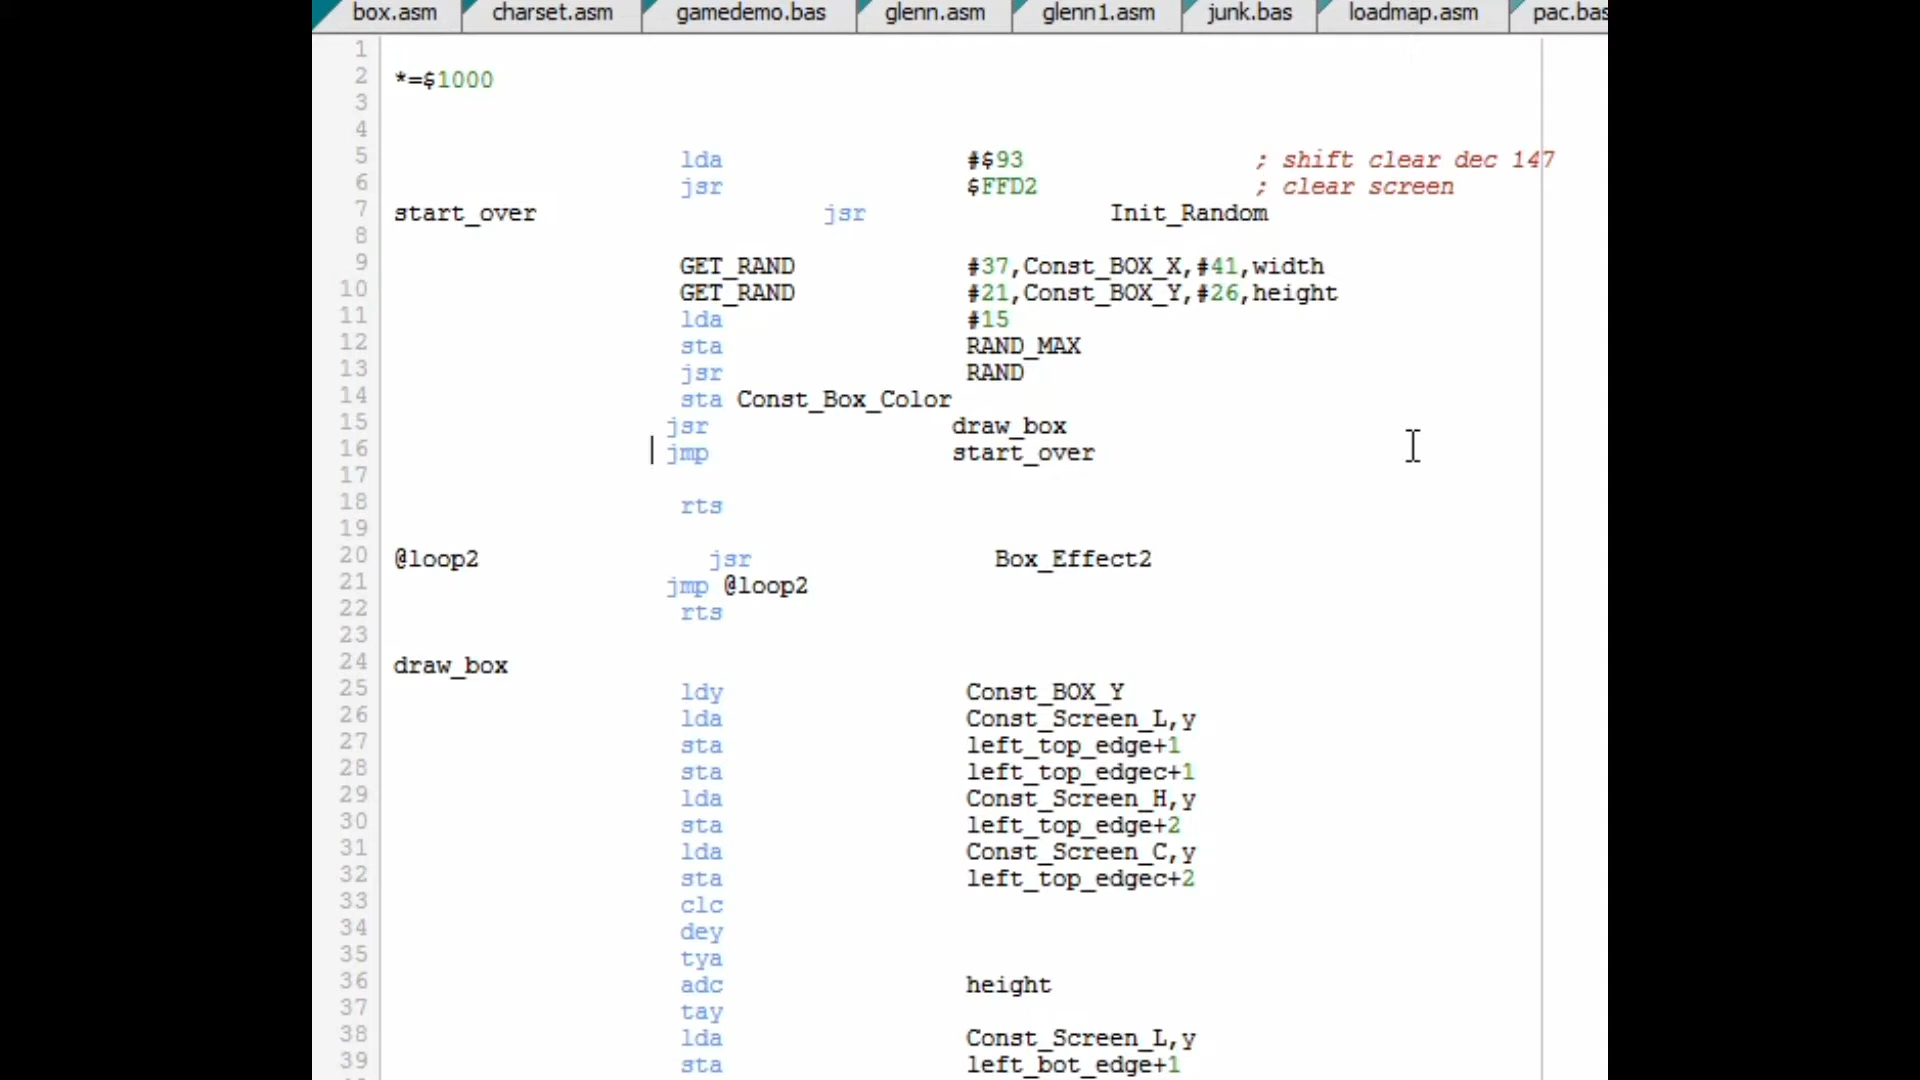 box.asm charset.asm gamedemo.bas glenn.asm glenn1.asm junk.bas loadmap.asm pac.bas
1
2 *=$1000
3
4
5 lda #$93 ; shift clear dec 147
6 jsr $FFD2 ; clear screen
7 start_over jsr Init_Random
8
9 GET_RAND #37,Const_BOX_X,#41,width
10 GET_RAND #21,Const_BOX_Y,#26,height
11 lda #15
12 sta RAND_MAX
13 jsr RAND
14 sta Const_Box_Color
15 jsr draw_box
16 jmp start_over
17
18 rts
19
20 @loop2 jsr Box_Effect2
21 jmp @loop2
22 rts
23
24 draw_box
25 ldy Const_BOX_Y
26 lda Const_Screen_L,y
27 sta left_top_edge+1
28 sta left_top_edgec+1
29 lda Const_Screen_H,y
30 sta left_top_edge+2
31 lda Const_Screen_C,y
32 sta left_top_edgec+2
33 clc
34 dey
35 tya
36 adc height
37 tay
38 lda Const_Screen_L,y
39 sta left_bot_edge+1